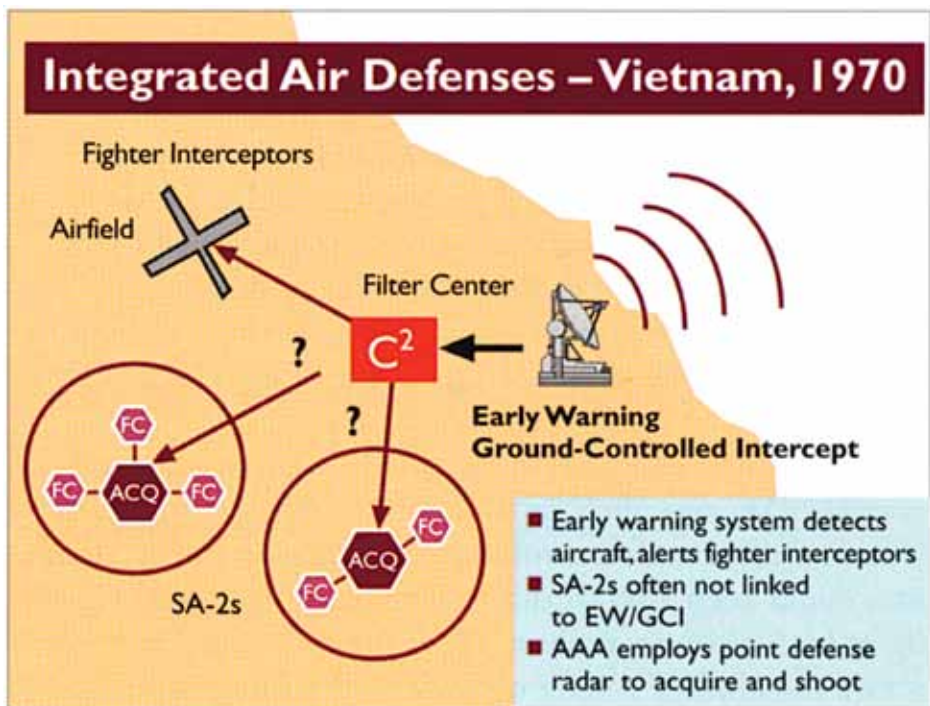 Integrated Air Defenses – Vietnam, 1970
Fighter Interceptors
Airfield
Filter Center
C²
?
?
Early Warning
Ground-Controlled Intercept
FC
FC
ACQ
FC
FC
ACQ
FC
SA-2s
■ Early warning system detects
aircraft, alerts fighter interceptors
■ SA-2s often not linked
to EW/GCI
■ AAA employs point defense
radar to acquire and shoot